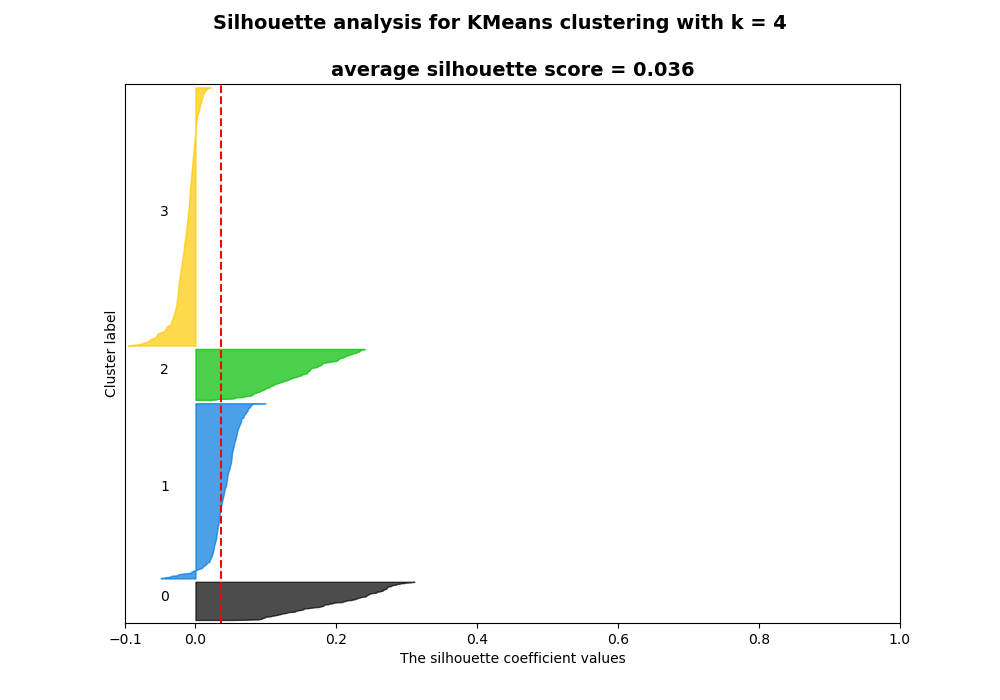 Silhouette analysis for KMeans clustering with k = 4
average silhouette score = 0.036
3
2
1
0
Cluster label
−0.1 0.0 0.2 0.4 0.6 0.8 1.0
The silhouette coefficient values